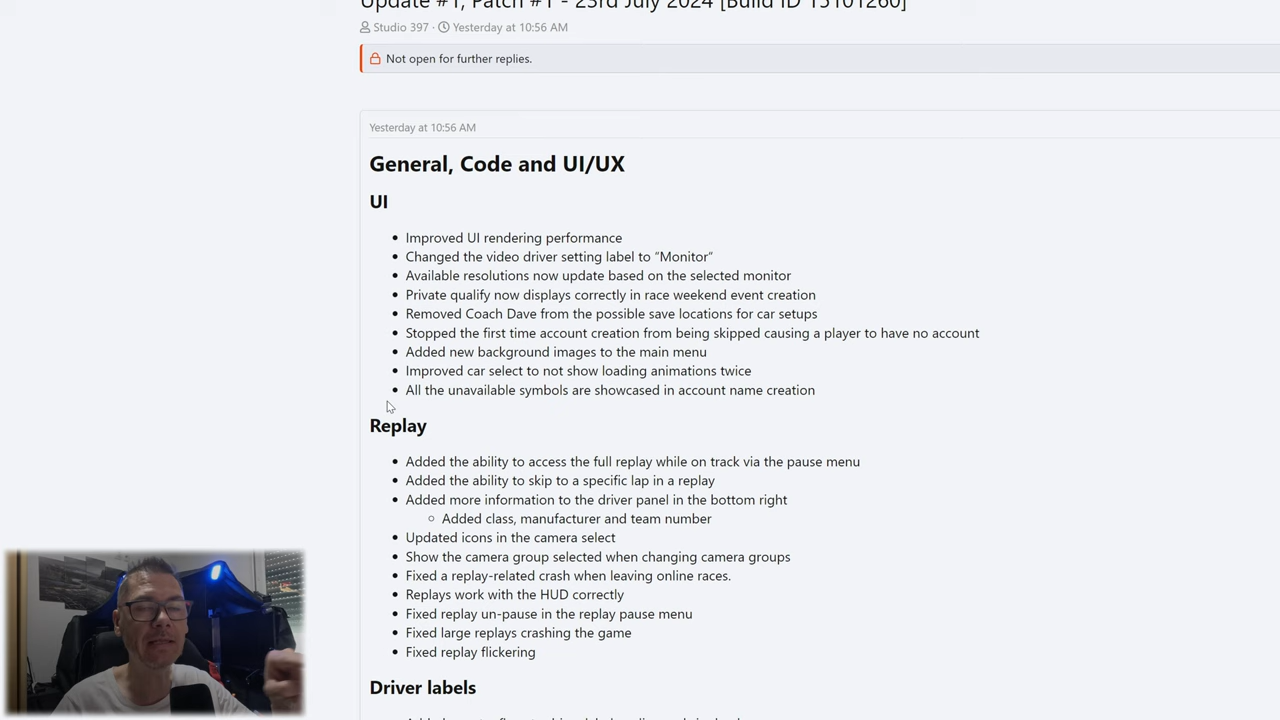 Update #1, Patch #1 - 23rd July 2024 [Build ID 15101260]
Studio 397 · Yesterday at 10:56 AM
Not open for further replies.
Yesterday at 10:56 AM
General, Code and UI/UX
UI
• Improved UI rendering performance
• Changed the video driver setting label to “Monitor”
• Available resolutions now update based on the selected monitor
• Private qualify now displays correctly in race weekend event creation
• Removed Coach Dave from the possible save locations for car setups
• Stopped the first time account creation from being skipped causing a player to have no account
• Added new background images to the main menu
• Improved car select to not show loading animations twice
• All the unavailable symbols are showcased in account name creation
Replay
• Added the ability to access the full replay while on track via the pause menu
• Added the ability to skip to a specific lap in a replay
• Added more information to the driver panel in the bottom right
○ Added class, manufacturer and team number
• Updated icons in the camera select
• Show the camera group selected when changing camera groups
• Fixed a replay-related crash when leaving online races.
• Replays work with the HUD correctly
• Fixed replay un-pause in the replay pause menu
• Fixed large replays crashing the game
• Fixed replay flickering
Driver labels